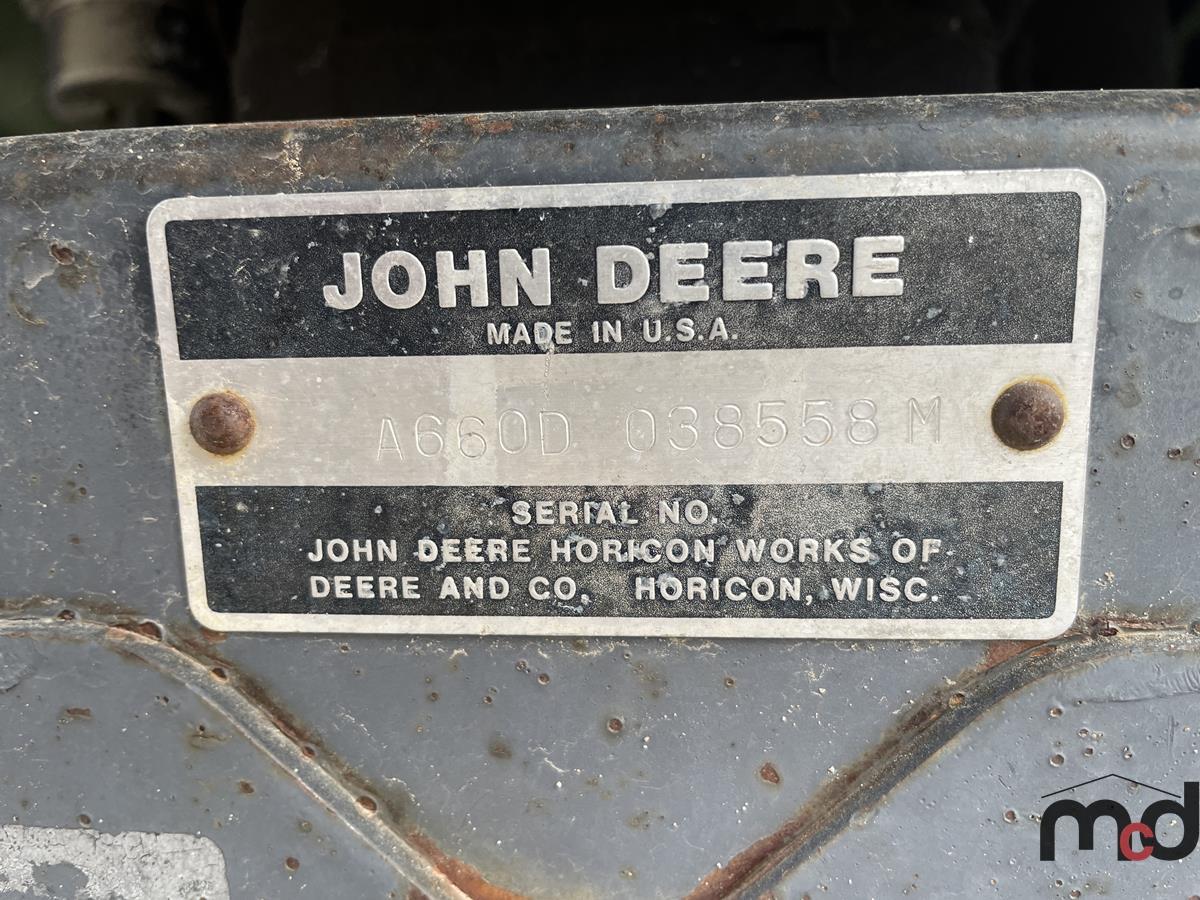 JOHN DEERE
MADE IN U.S.A.
A660D 038558 M
SERIAL NO.
JOHN DEERE HORICON WORKS OF
DEERE AND CO. HORICON, WISC.
mcd